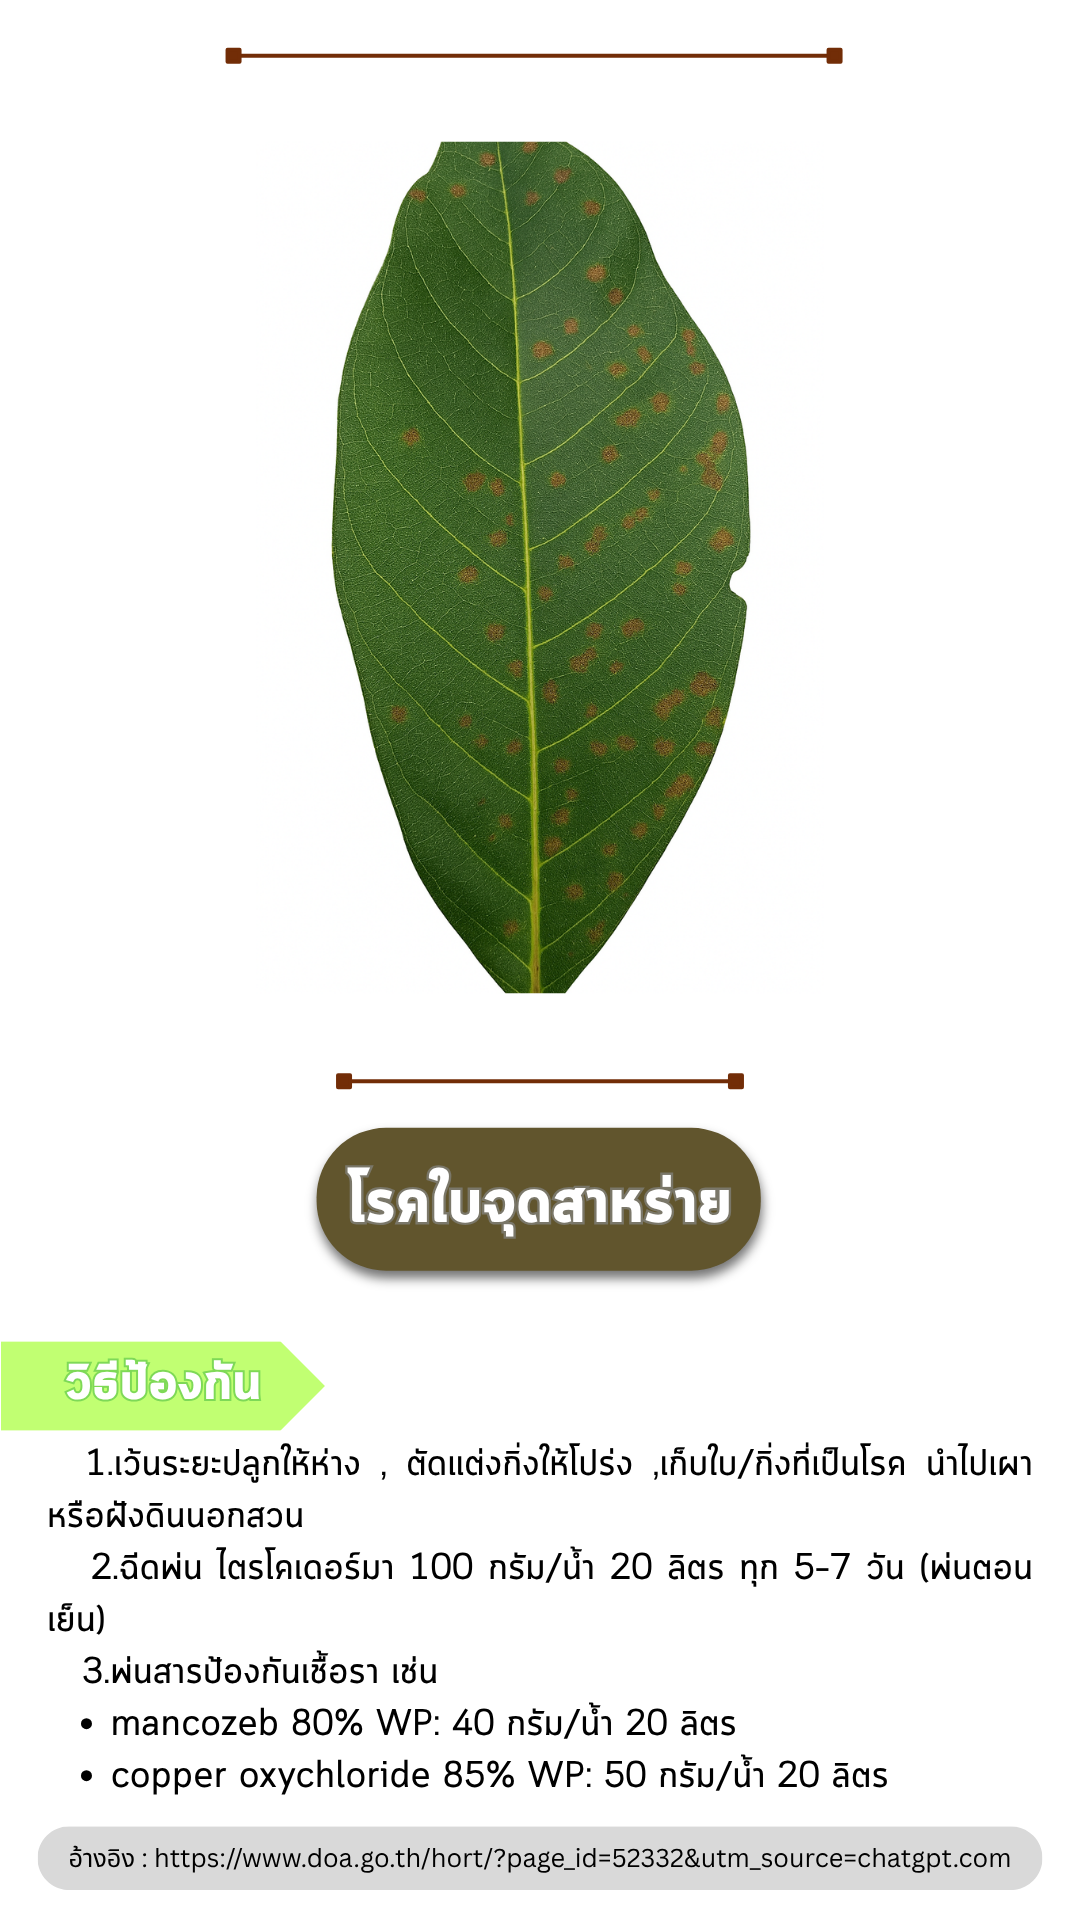 โรคใบจุดสาหร่าย
วิธีป้องกัน
1.เว้นระยะปลูกให้ห่าง , ตัดแต่งกิ่งให้โปร่ง ,เก็บใบ/กิ่งที่เป็นโรค นำไปเผา
หรือฝังดินนอกสวน
2.ฉีดพ่น ไตรโคเดอร์มา 100 กรัม/น้ำ 20 ลิตร ทุก 5-7 วัน (พ่นตอน
เย็น)
3.พ่นสารป้องกันเชื้อรา เช่น
• mancozeb 80% WP: 40 กรัม/น้ำ 20 ลิตร
• copper oxychloride 85% WP: 50 กรัม/น้ำ 20 ลิตร
อ้างอิง : https://www.doa.go.th/hort/?page_id=52332&utm_source=chatgpt.com